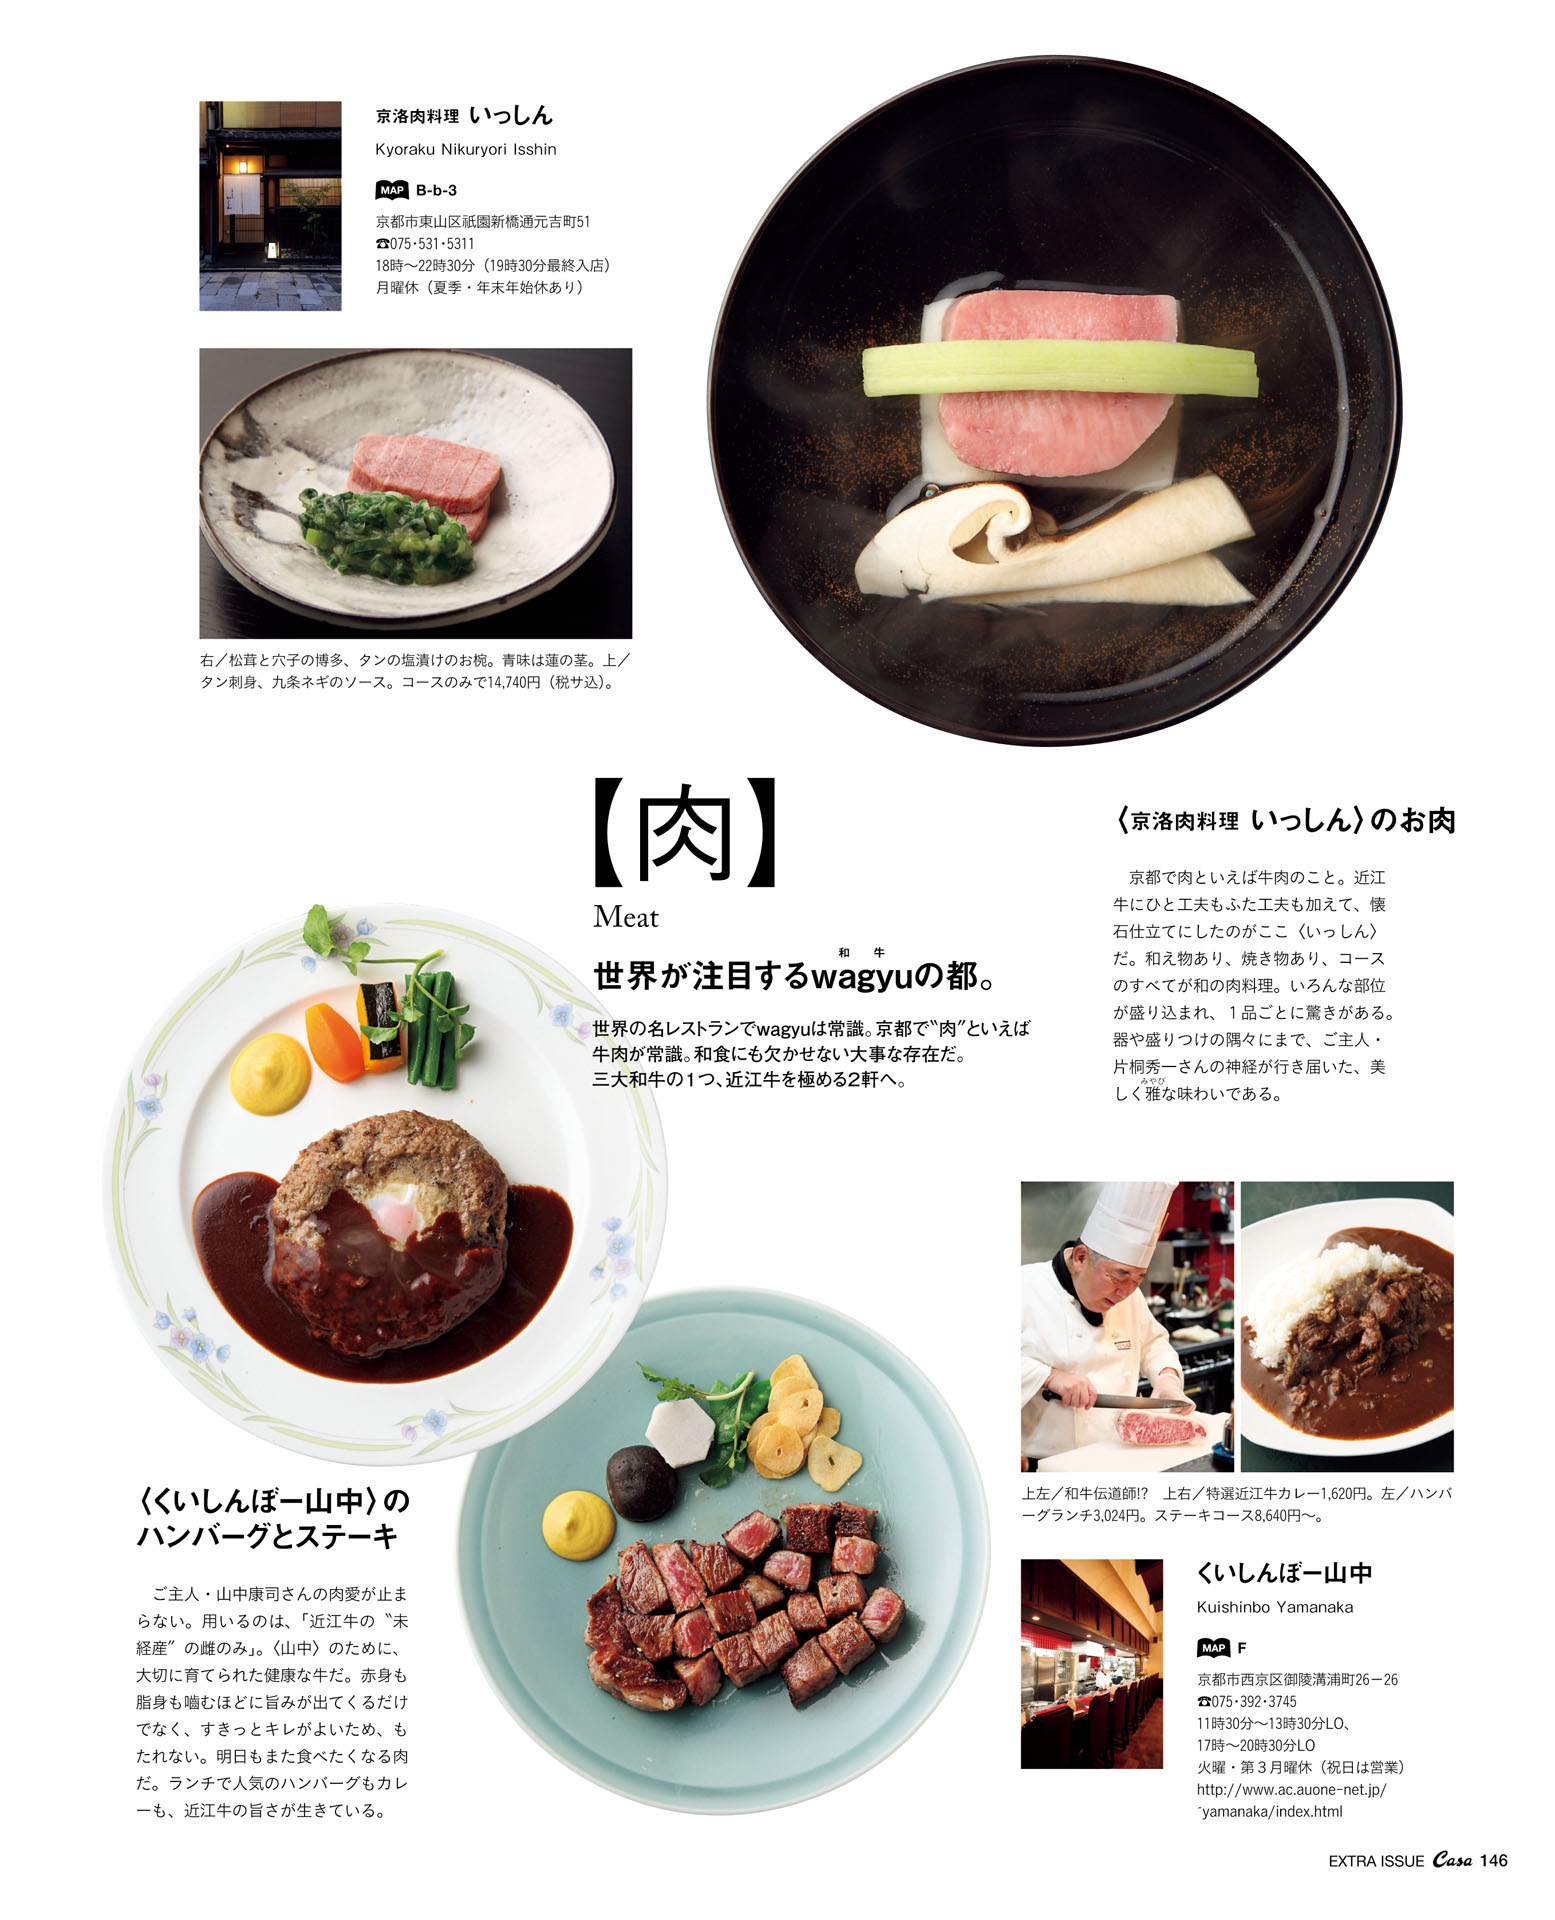 京洛肉料理 いっしん
Kyoraku Nikuryori Isshin
MAP B-b-3
京都市東山区祇園新橋通元吉町51
☎075・531・5311
18時〜22時30分（19時30分最終入店）
月曜休（夏季・年末年始休あり）
右／松茸と穴子の博多、タンの塩漬けのお椀。青味は蓮の茎。上／
タン刺身、九条ネギのソース。コースのみで14,740円（税サ込）。
【肉】
Meat
和牛
世界が注目するwagyuの都。
世界の名レストランでwagyuは常識。京都で〝肉〟といえば
牛肉が常識。和食にも欠かせない大事な存在だ。
三大和牛の1つ、近江牛を極める2軒へ。
〈京洛肉料理 いっしん〉のお肉
京都で肉といえば牛肉のこと。近江
牛にひと工夫もふた工夫も加えて、懐
石仕立てにしたのがここ〈いっしん〉
だ。和え物あり、焼き物あり、コース
のすべてが和の肉料理。いろんな部位
が盛り込まれ、1品ごとに驚きがある。
器や盛りつけの隅々にまで、ご主人・
片桐秀一さんの神経が行き届いた、美
みやび
しく雅な味わいである。
〈くいしんぼー山中〉の
ハンバーグとステーキ
ご主人・山中康司さんの肉愛が止ま
らない。用いるのは、「近江牛の〝未
経産〟の雌のみ」。〈山中〉のために、
大切に育てられた健康な牛だ。赤身も
脂身も嚙むほどに旨みが出てくるだけ
でなく、すきっとキレがよいため、も
たれない。明日もまた食べたくなる肉
だ。ランチで人気のハンバーグもカレ
ーも、近江牛の旨さが生きている。
上左／和牛伝道師!?　上右／特選近江牛カレー1,620円。左／ハンバ
ーグランチ3,024円。ステーキコース8,640円〜。
くいしんぼー山中
Kuishinbo Yamanaka
MAP F
京都市西京区御陵溝浦町26－26
☎075・392・3745
11時30分〜13時30分LO、
17時〜20時30分LO
火曜・第3月曜休（祝日は営業）
http://www.ac.auone-net.jp/
~yamanaka/index.html
EXTRA ISSUE Casa 146